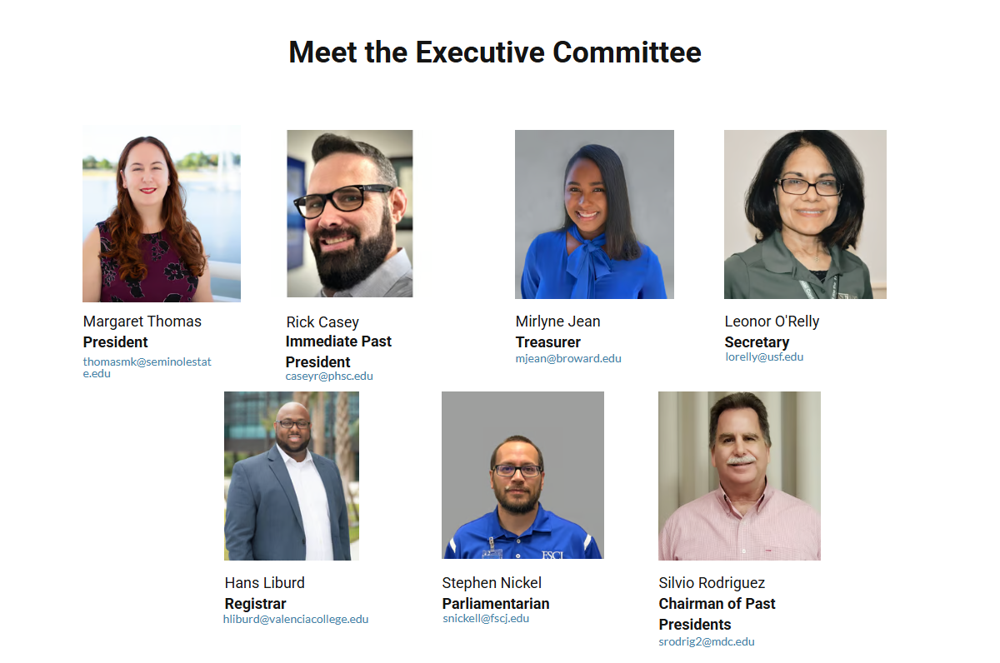 Meet the Executive Committee
Margaret Thomas
President
thomasmk@seminolestat
e.edu
Rick Casey
Immediate Past
President
caseyr@phsc.edu
Mirlyne Jean
Treasurer
mjean@broward.edu
Leonor O'Relly
Secretary
lorelly@usf.edu
Hans Liburd
Registrar
hliburd@valenciacollege.edu
FSCJ
Stephen Nickel
Parliamentarian
snickell@fscj.edu
Silvio Rodriguez
Chairman of Past
Presidents
srodrig2@mdc.edu